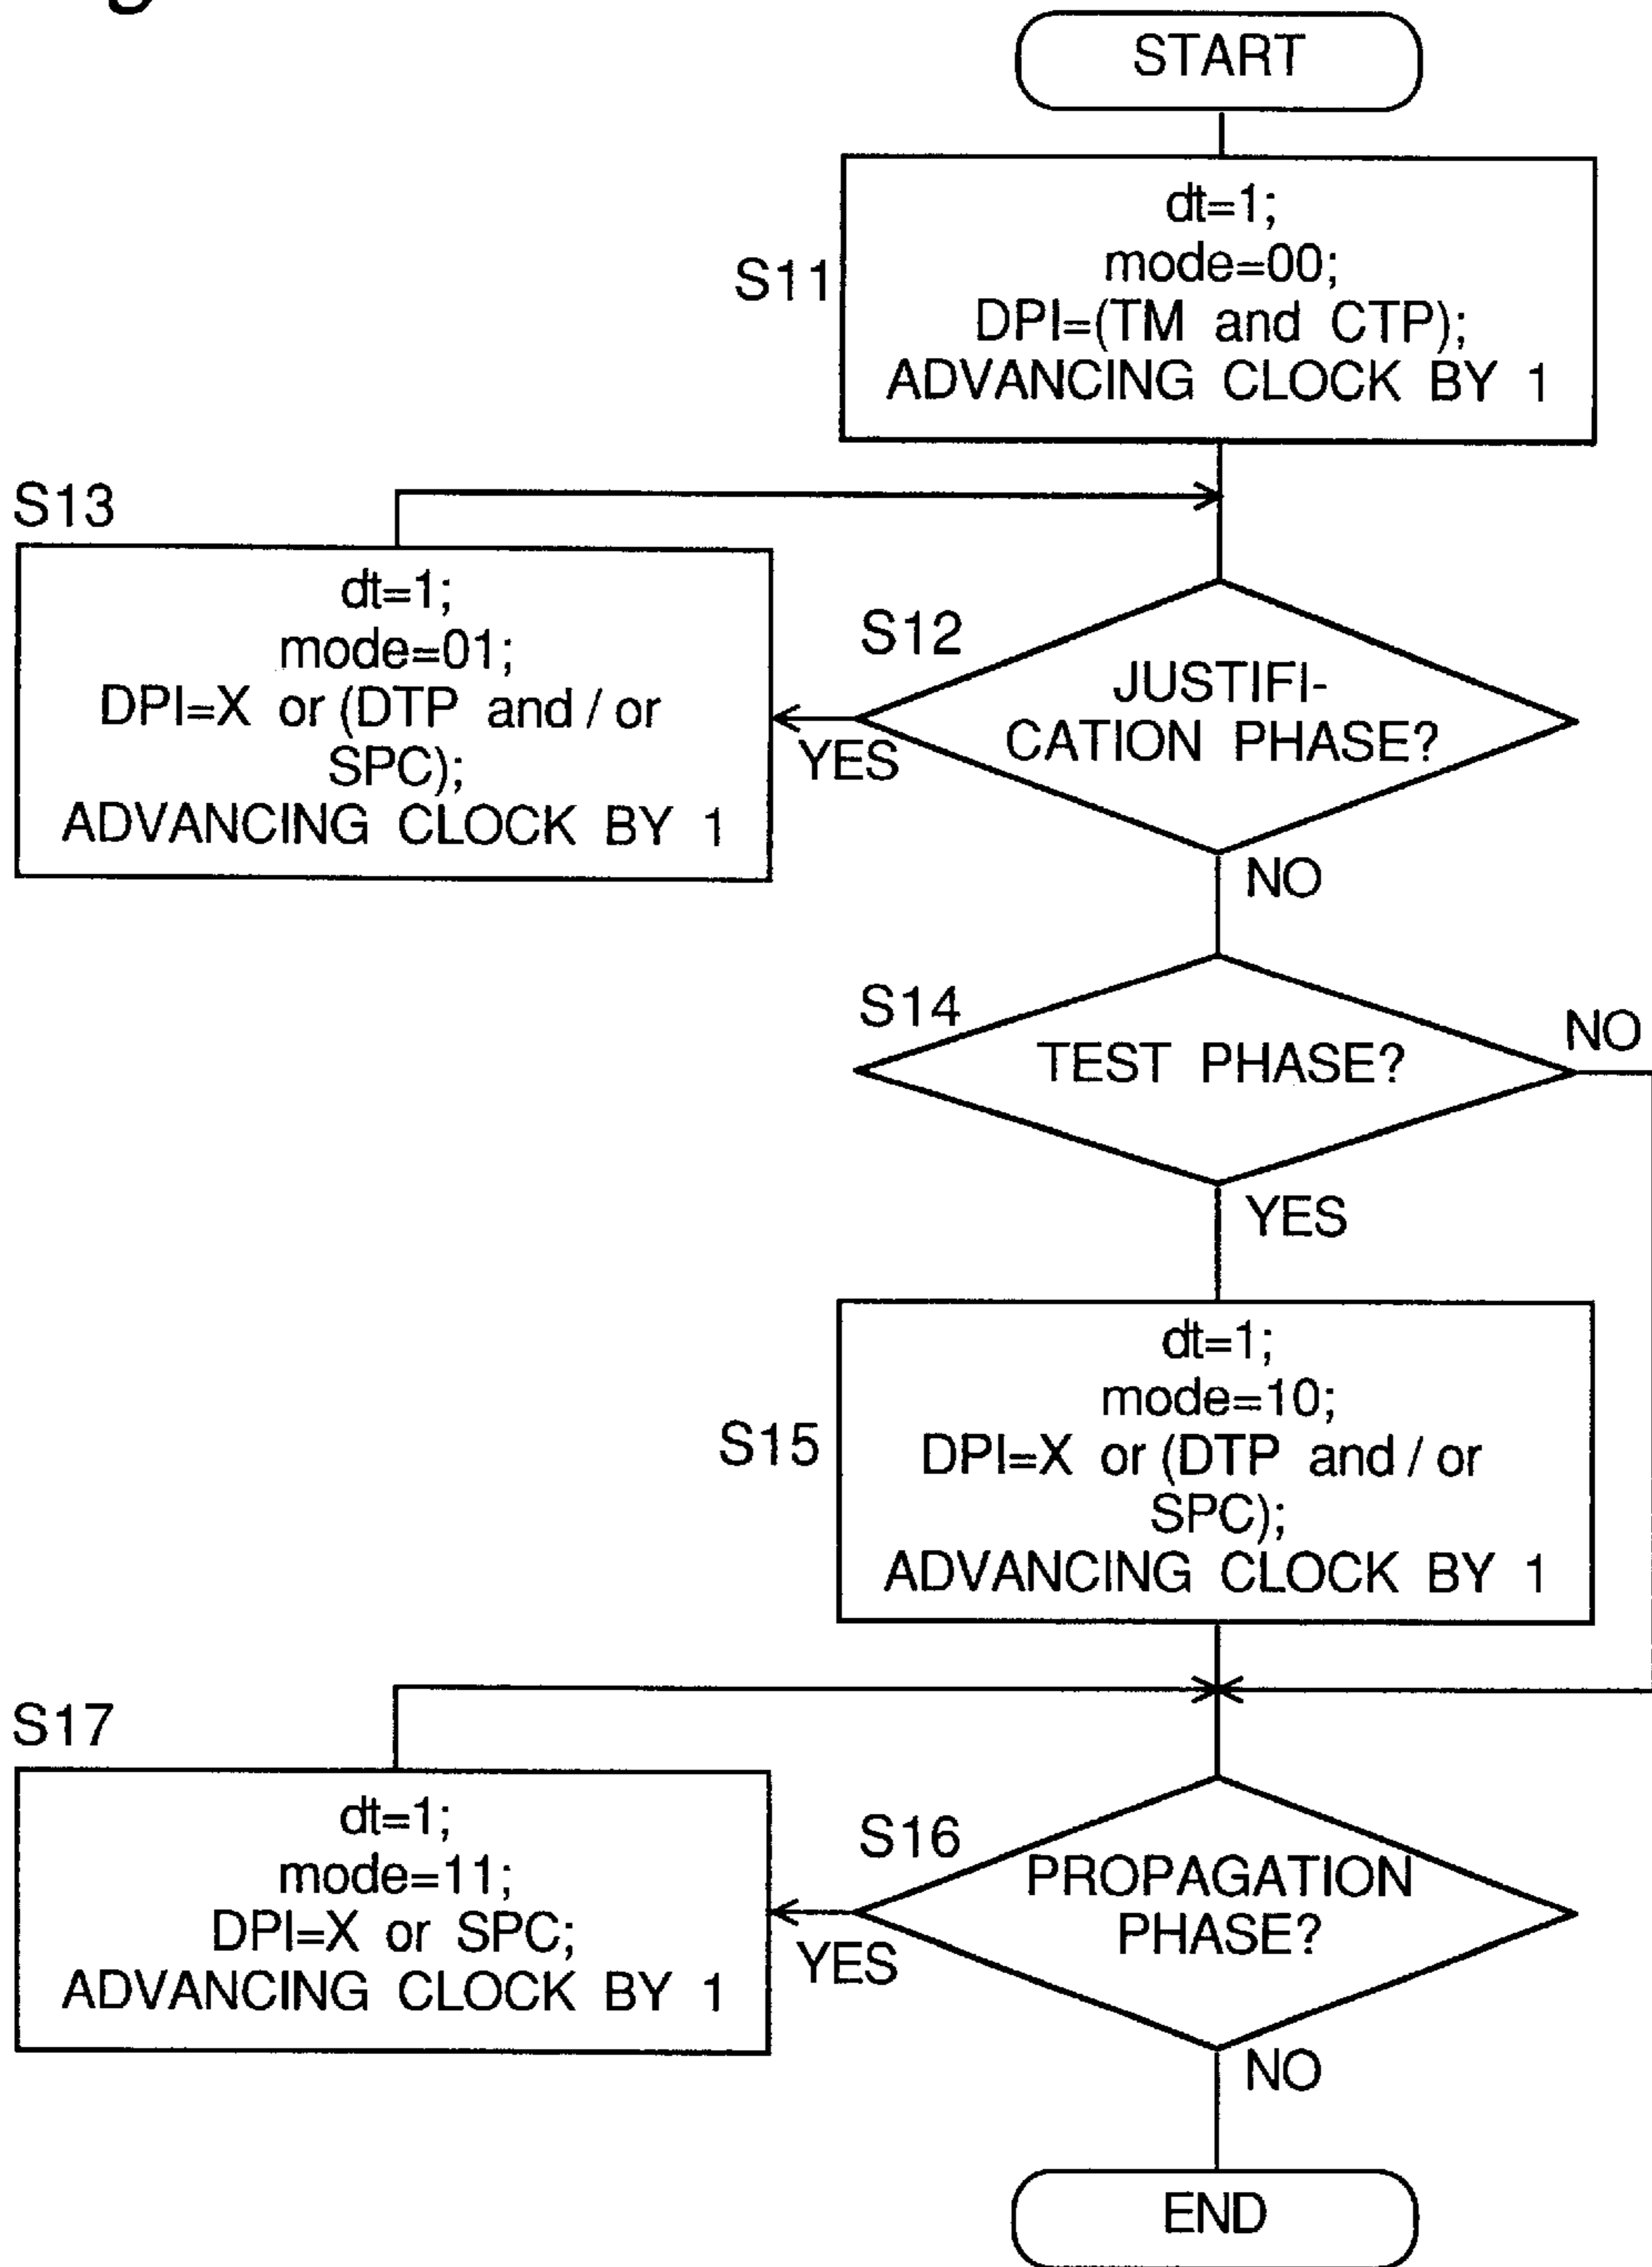 START
S11
dt=1;
mode=00;
DPI=(TM and CTP);
ADVANCING CLOCK BY 1
S13
dt=1;
mode=01;
DPI=X or (DTP and / or
SPC);
ADVANCING CLOCK BY 1
S12
JUSTIFI-
CATION PHASE?
YES
NO
S14
TEST PHASE?
NO
YES
S15
dt=1;
mode=10;
DPI=X or (DTP and / or
SPC);
ADVANCING CLOCK BY 1
S17
dt=1;
mode=11;
DPI=X or SPC;
ADVANCING CLOCK BY 1
S16
PROPAGATION
PHASE?
YES
NO
END